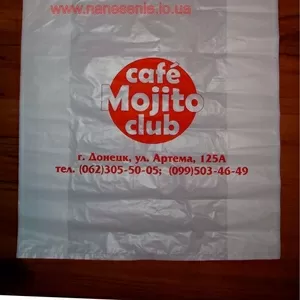 www.nanesenis.lo.ua
café
Mojito
club
г. Донецк, ул. Артема, 125А
тел. (062)305-50-05; (099)503-46-49